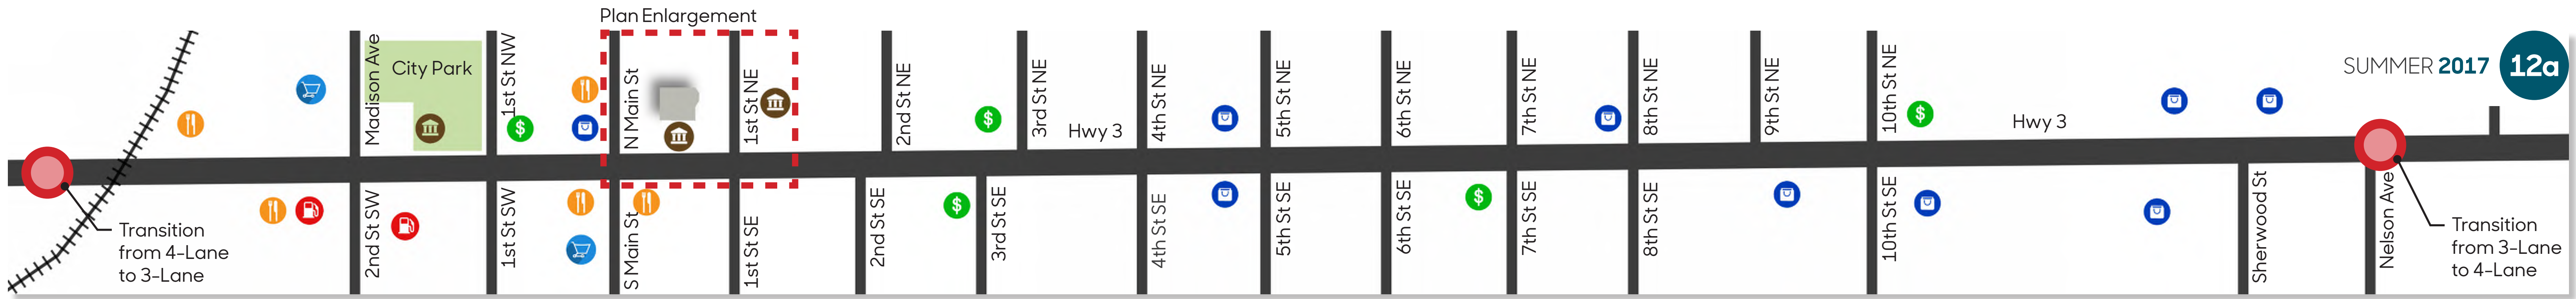 Plan Enlargement
Madison Ave
City Park
1st St NW
N Main St
1st St NE
2nd St NE
$
$
3rd St NE
Hwy 3
4th St NE
5th St NE
6th St NE
7th St NE
8th St NE
9th St NE
10th St NE
$
Hwy 3
SUMMER 2017
12a
Transition
from 4-Lane
to 3-Lane
2nd St SW
1st St SW
S Main St
1st St SE
2nd St SE
$
3rd St SE
4th St SE
5th St SE
6th St SE
$
7th St SE
8th St SE
10th St SE
Sherwood St
Nelson Ave
Transition
from 3-Lane
to 4-Lane